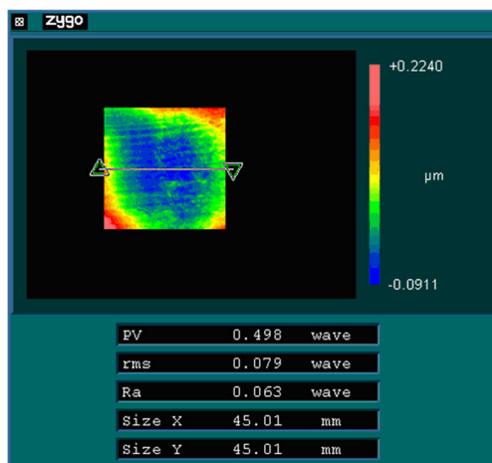 zygo
+0.2240
µm
-0.0911
PV 0.498 wave
rms 0.079 wave
Ra 0.063 wave
Size X 45.01 mm
Size Y 45.01 mm